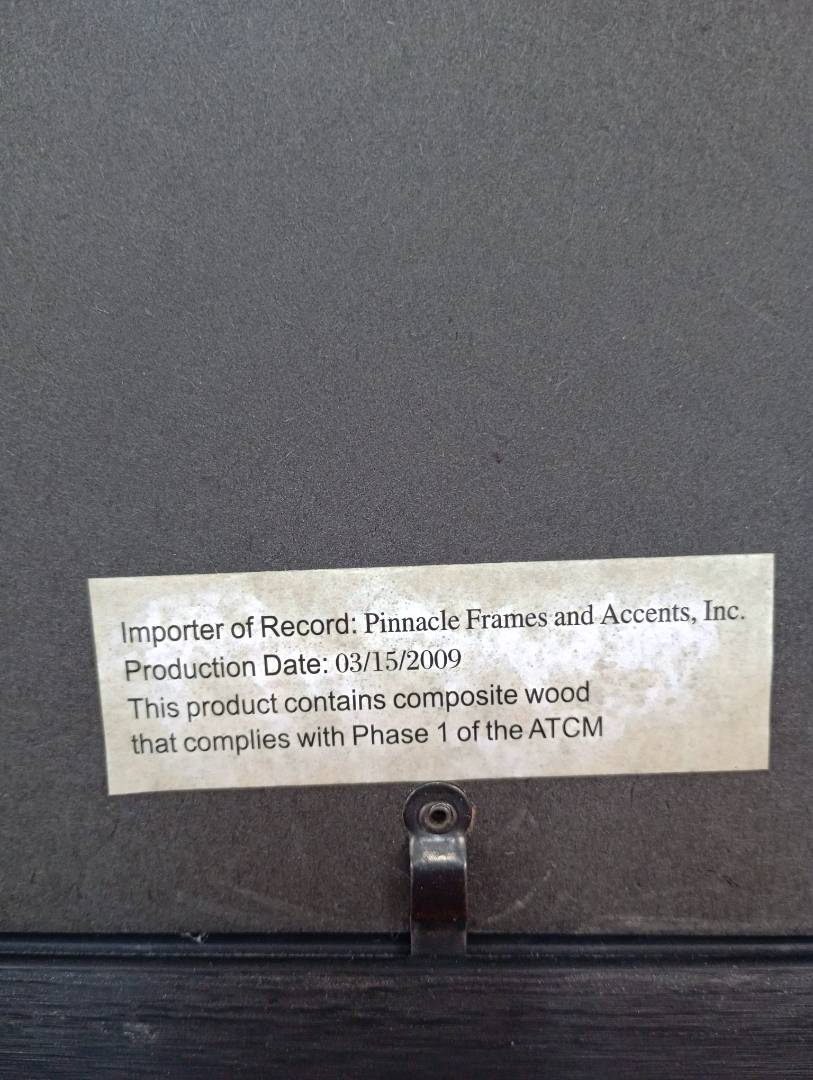 Importer of Record: Pinnacle Frames and Accents, Inc.
Production Date: 03/15/2009
This product contains composite wood
that complies with Phase 1 of the ATCM